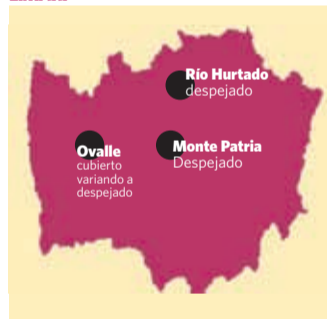 Río Hurtado
despejado
Monte Patria
Despejado
Ovalle
cubierto
variando a
despejado